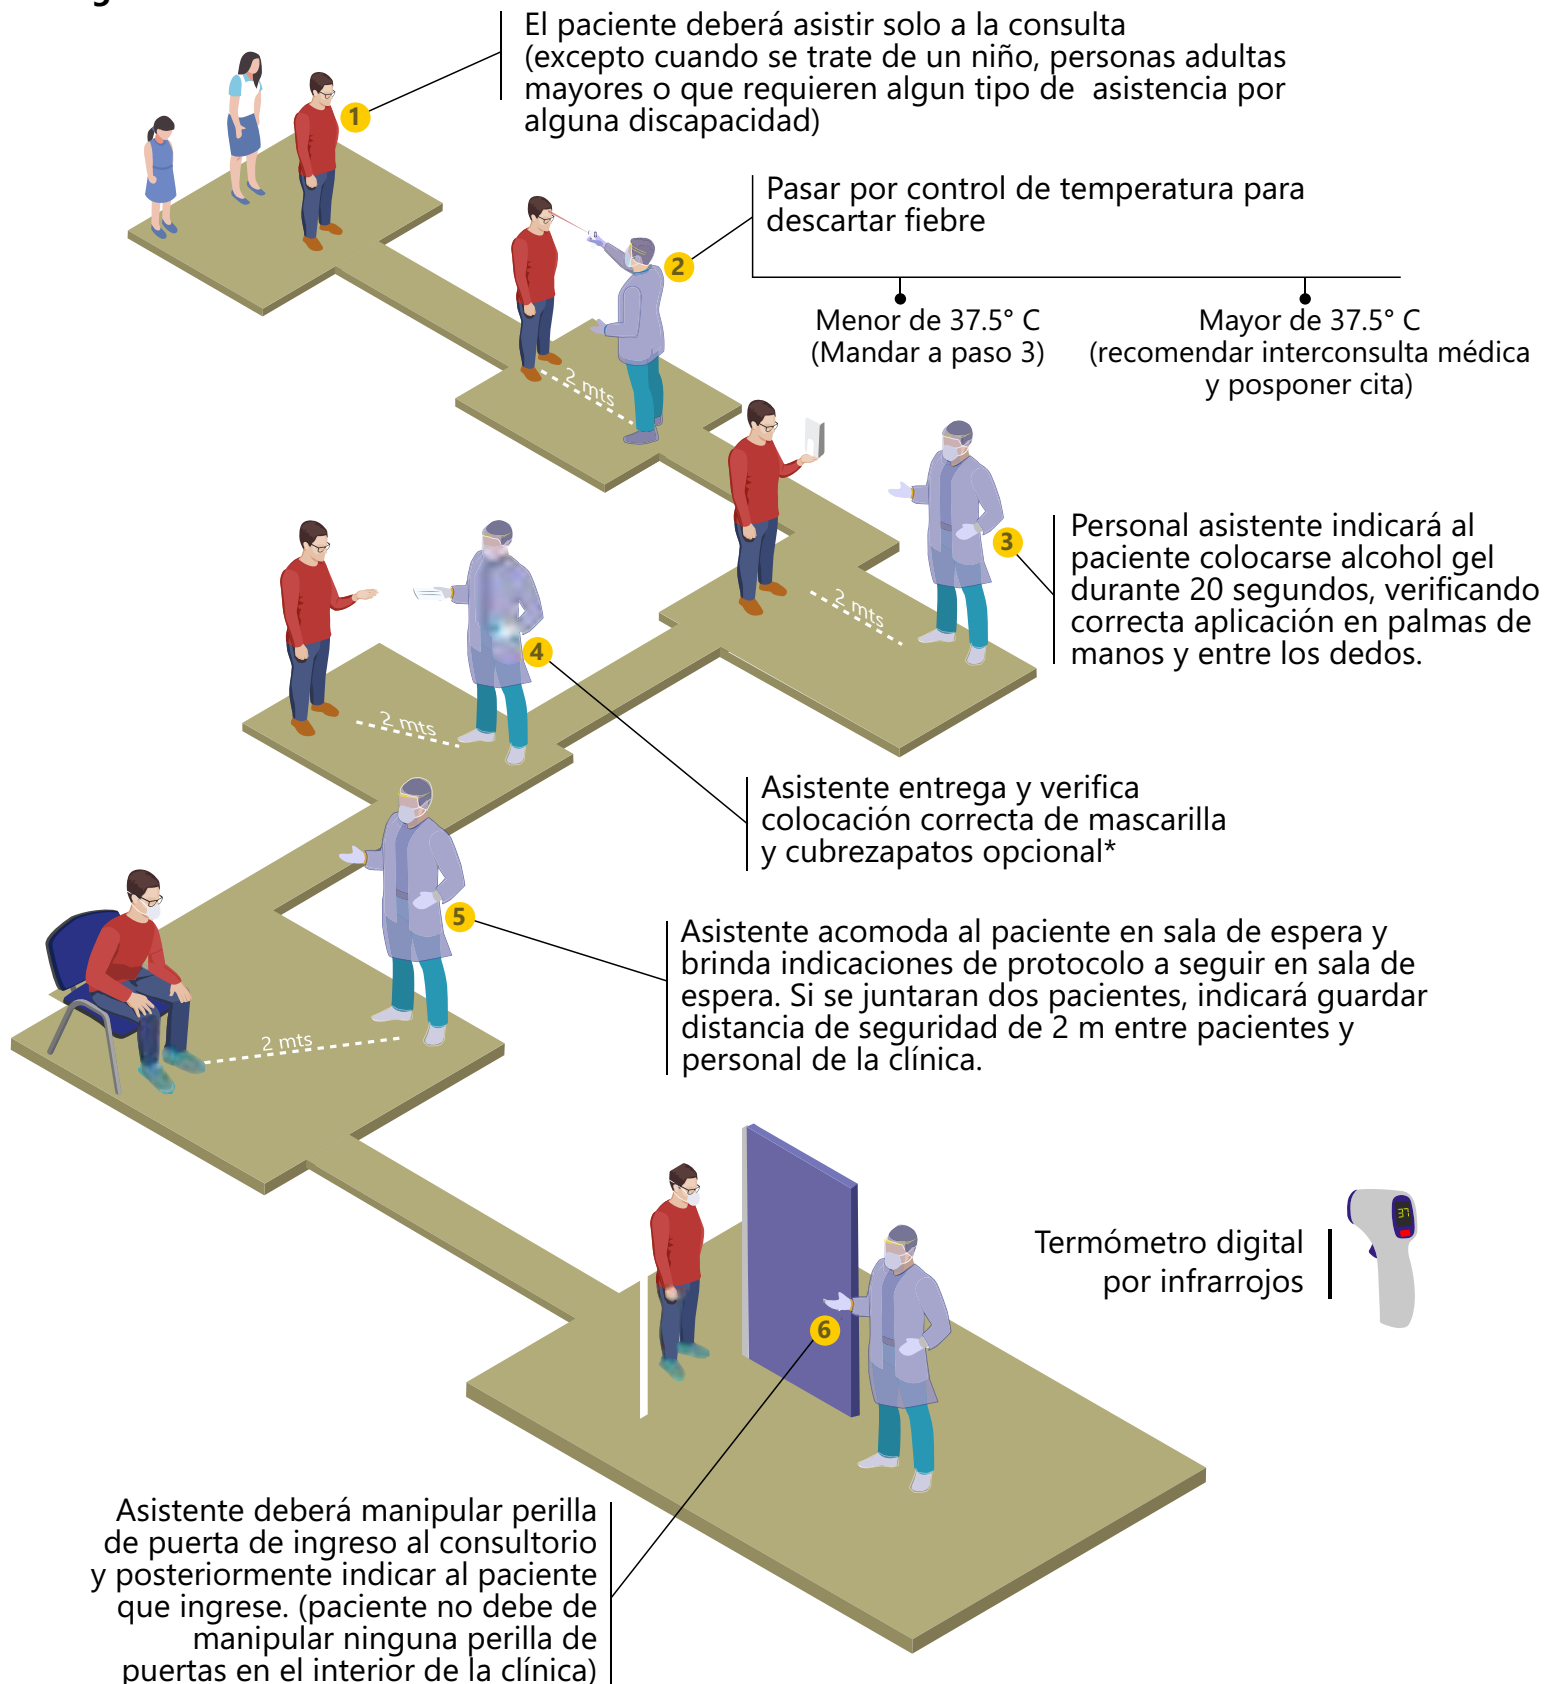 1
El paciente deberá asistir solo a la consulta
(excepto cuando se trate de un niño, personas adultas
mayores o que requieren algun tipo de asistencia por
alguna discapacidad)
2
Pasar por control de temperatura para
descartar fiebre
Menor de 37.5° C
(Mandar a paso 3)
Mayor de 37.5° C
(recomendar interconsulta médica
y posponer cita)
2 mts
3
Personal asistente indicará al
paciente colocarse alcohol gel
durante 20 segundos, verificando
correcta aplicación en palmas de
manos y entre los dedos.
2 mts
4
2 mts
Asistente entrega y verifica
colocación correcta de mascarilla
y cubrezapatos opcional*
5
Asistente acomoda al paciente en sala de espera y
brinda indicaciones de protocolo a seguir en sala de
espera. Si se juntaran dos pacientes, indicará guardar
distancia de seguridad de 2 m entre pacientes y
personal de la clínica.
2 mts
37
Termómetro digital
por infrarrojos
6
Asistente deberá manipular perilla
de puerta de ingreso al consultorio
y posteriormente indicar al paciente
que ingrese. (paciente no debe de
manipular ninguna perilla de
puertas en el interior de la clínica)